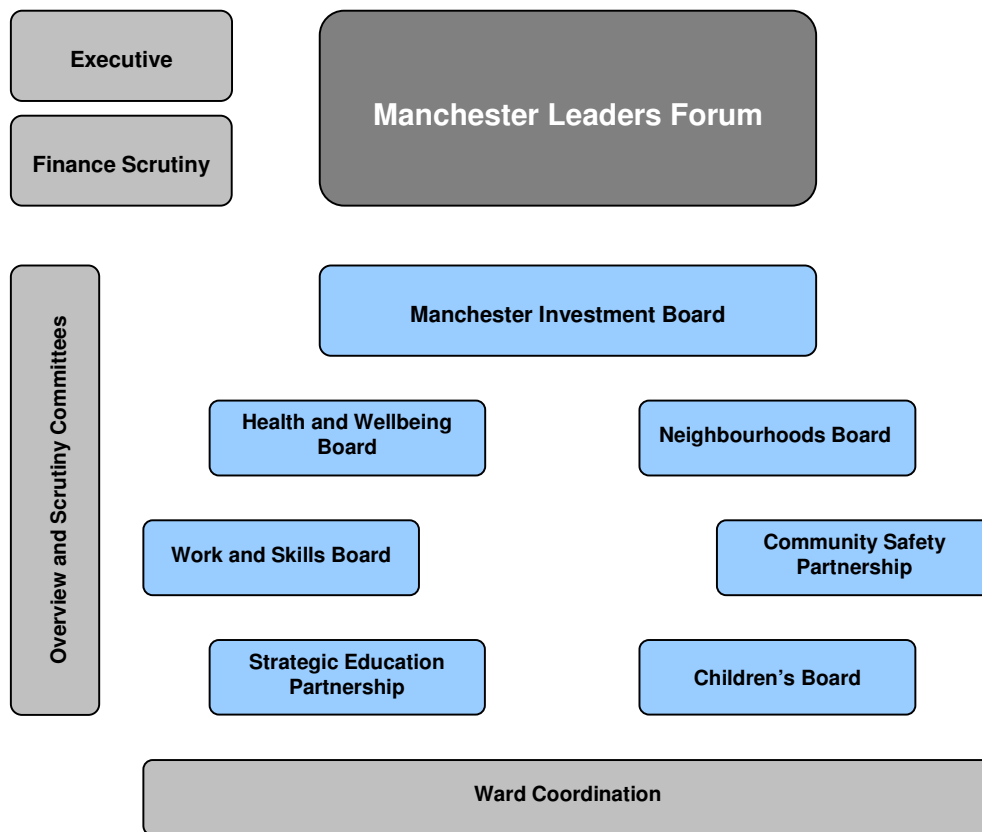 Executive
Manchester Leaders Forum
Finance Scrutiny
Overview and Scrutiny Committees
Manchester Investment Board
Health and Wellbeing
Board
Neighbourhoods Board
Work and Skills Board
Community Safety
Partnership
Strategic Education
Partnership
Children’s Board
Ward Coordination